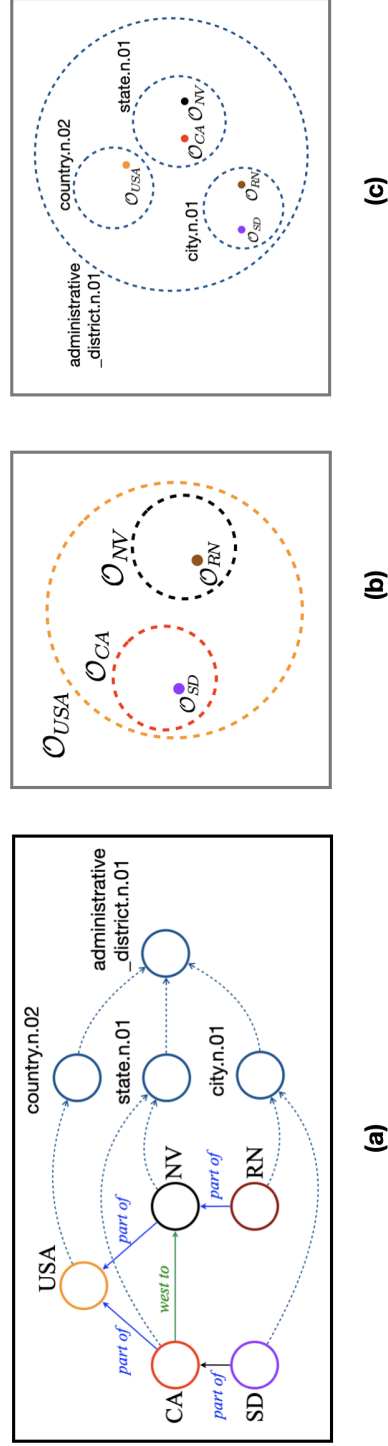 USA
country.n.02
administrative
_district.n.01
part of
part of
CA
west to
NV
state.n.01
part of
part of
SD
RN
city.n.01
(a)
𝒪USA
𝒪CA
𝒪NV
𝒪SD
𝒪RN
(b)
administrative
_district.n.01
country.n.02
𝒪USA
state.n.01
𝒪CA 𝒪NV
city.n.01
𝒪SD
𝒪RN
(c)